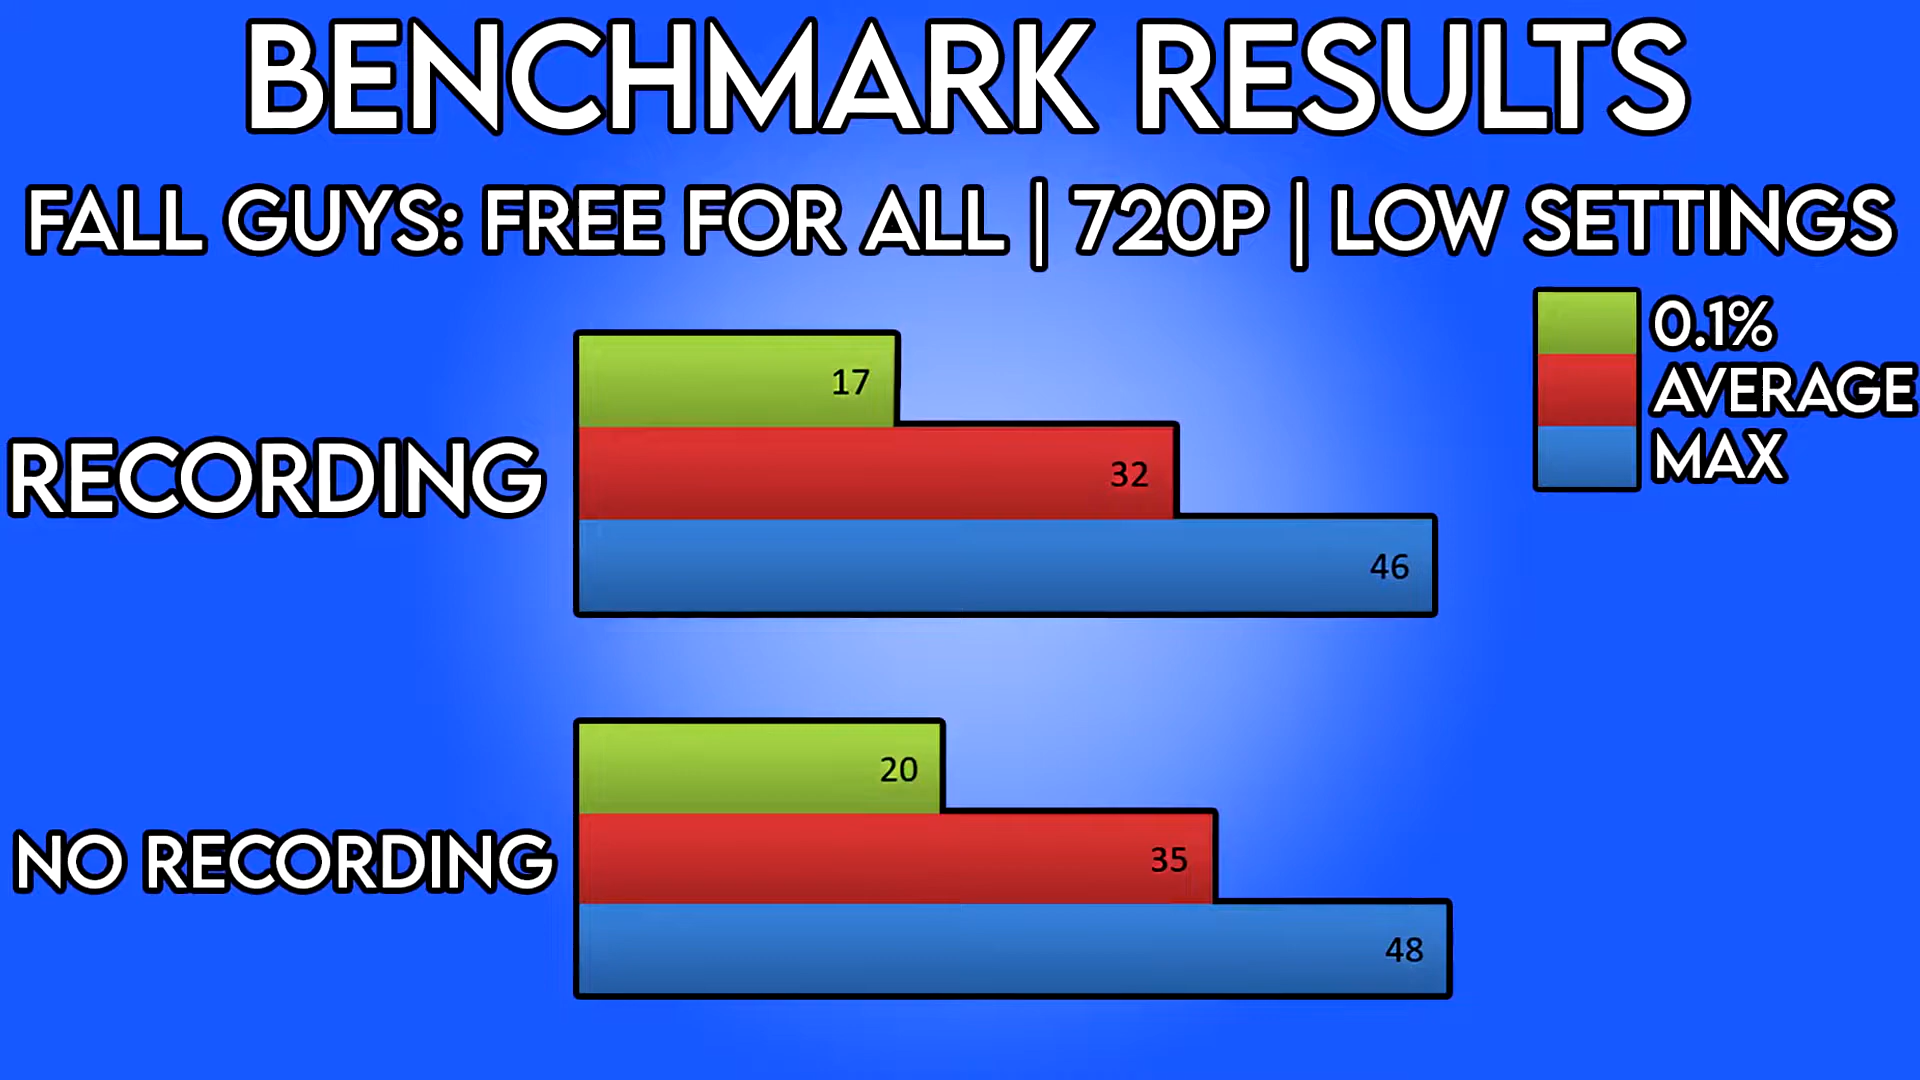 BENCHMARK RESULTS
FALL GUYS: FREE FOR ALL | 720P | LOW SETTINGS
0.1%
AVERAGE
MAX
RECORDING
17
32
46
NO RECORDING
20
35
48